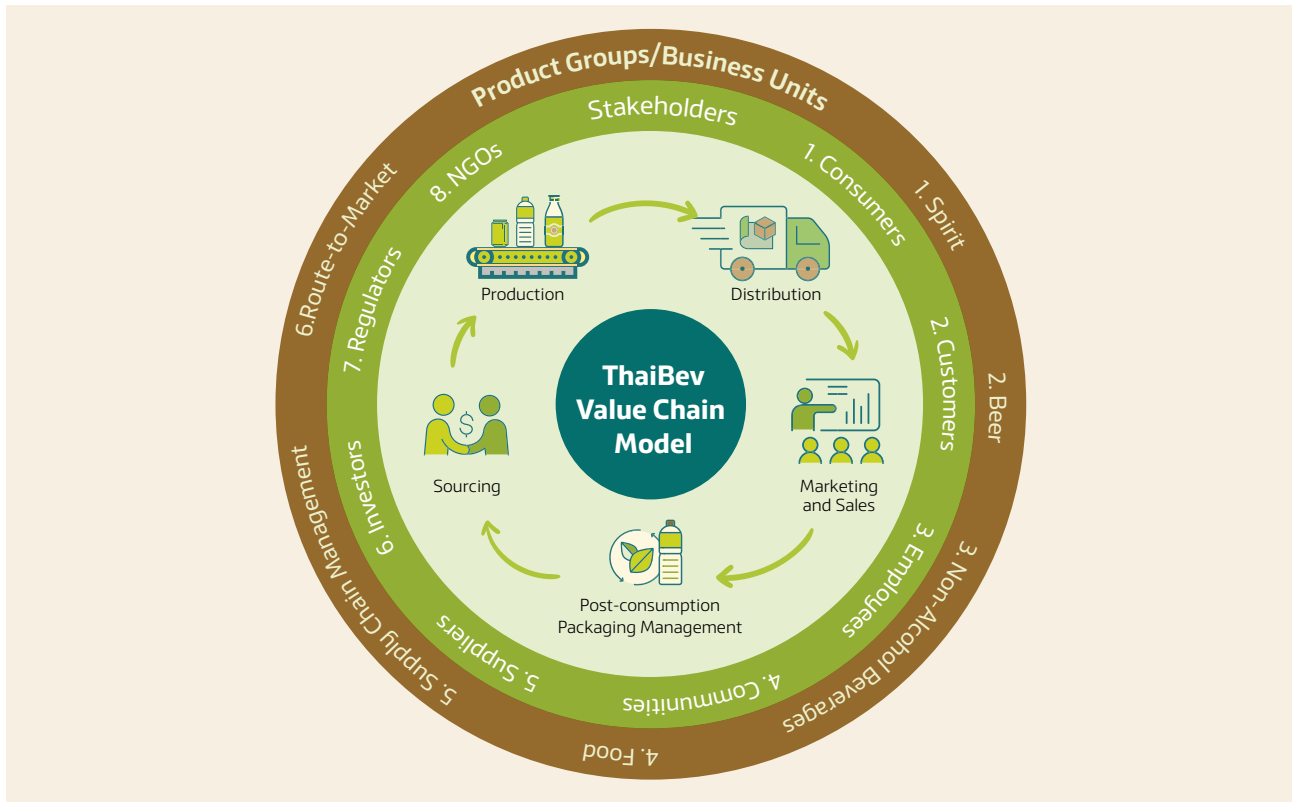 Product Groups/Business Units
1. Spirit
2. Beer
3. Non-Alcohol Beverages
4. Food
5. Supply Chain Management
6.Route-to-Market
Stakeholders
1. Consumers
2. Customers
3. Employees
4. Communities
5. Suppliers
6. Investors
7. Regulators
8. NGOs
Production
Distribution
Marketing
and Sales
Post-consumption
Packaging Management
Sourcing
$
ThaiBev
Value Chain
Model